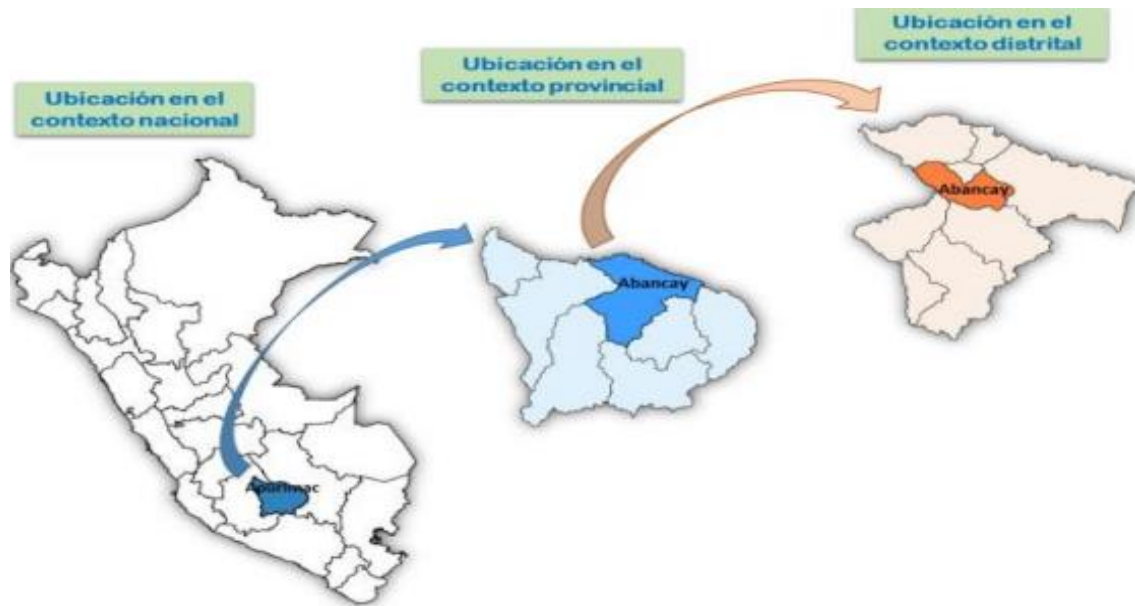 Ubicación en el
contexto nacional
Ubicación en el
contexto provincial
Ubicación en el
contexto distrital
Apurimac
Abancay
Abancay